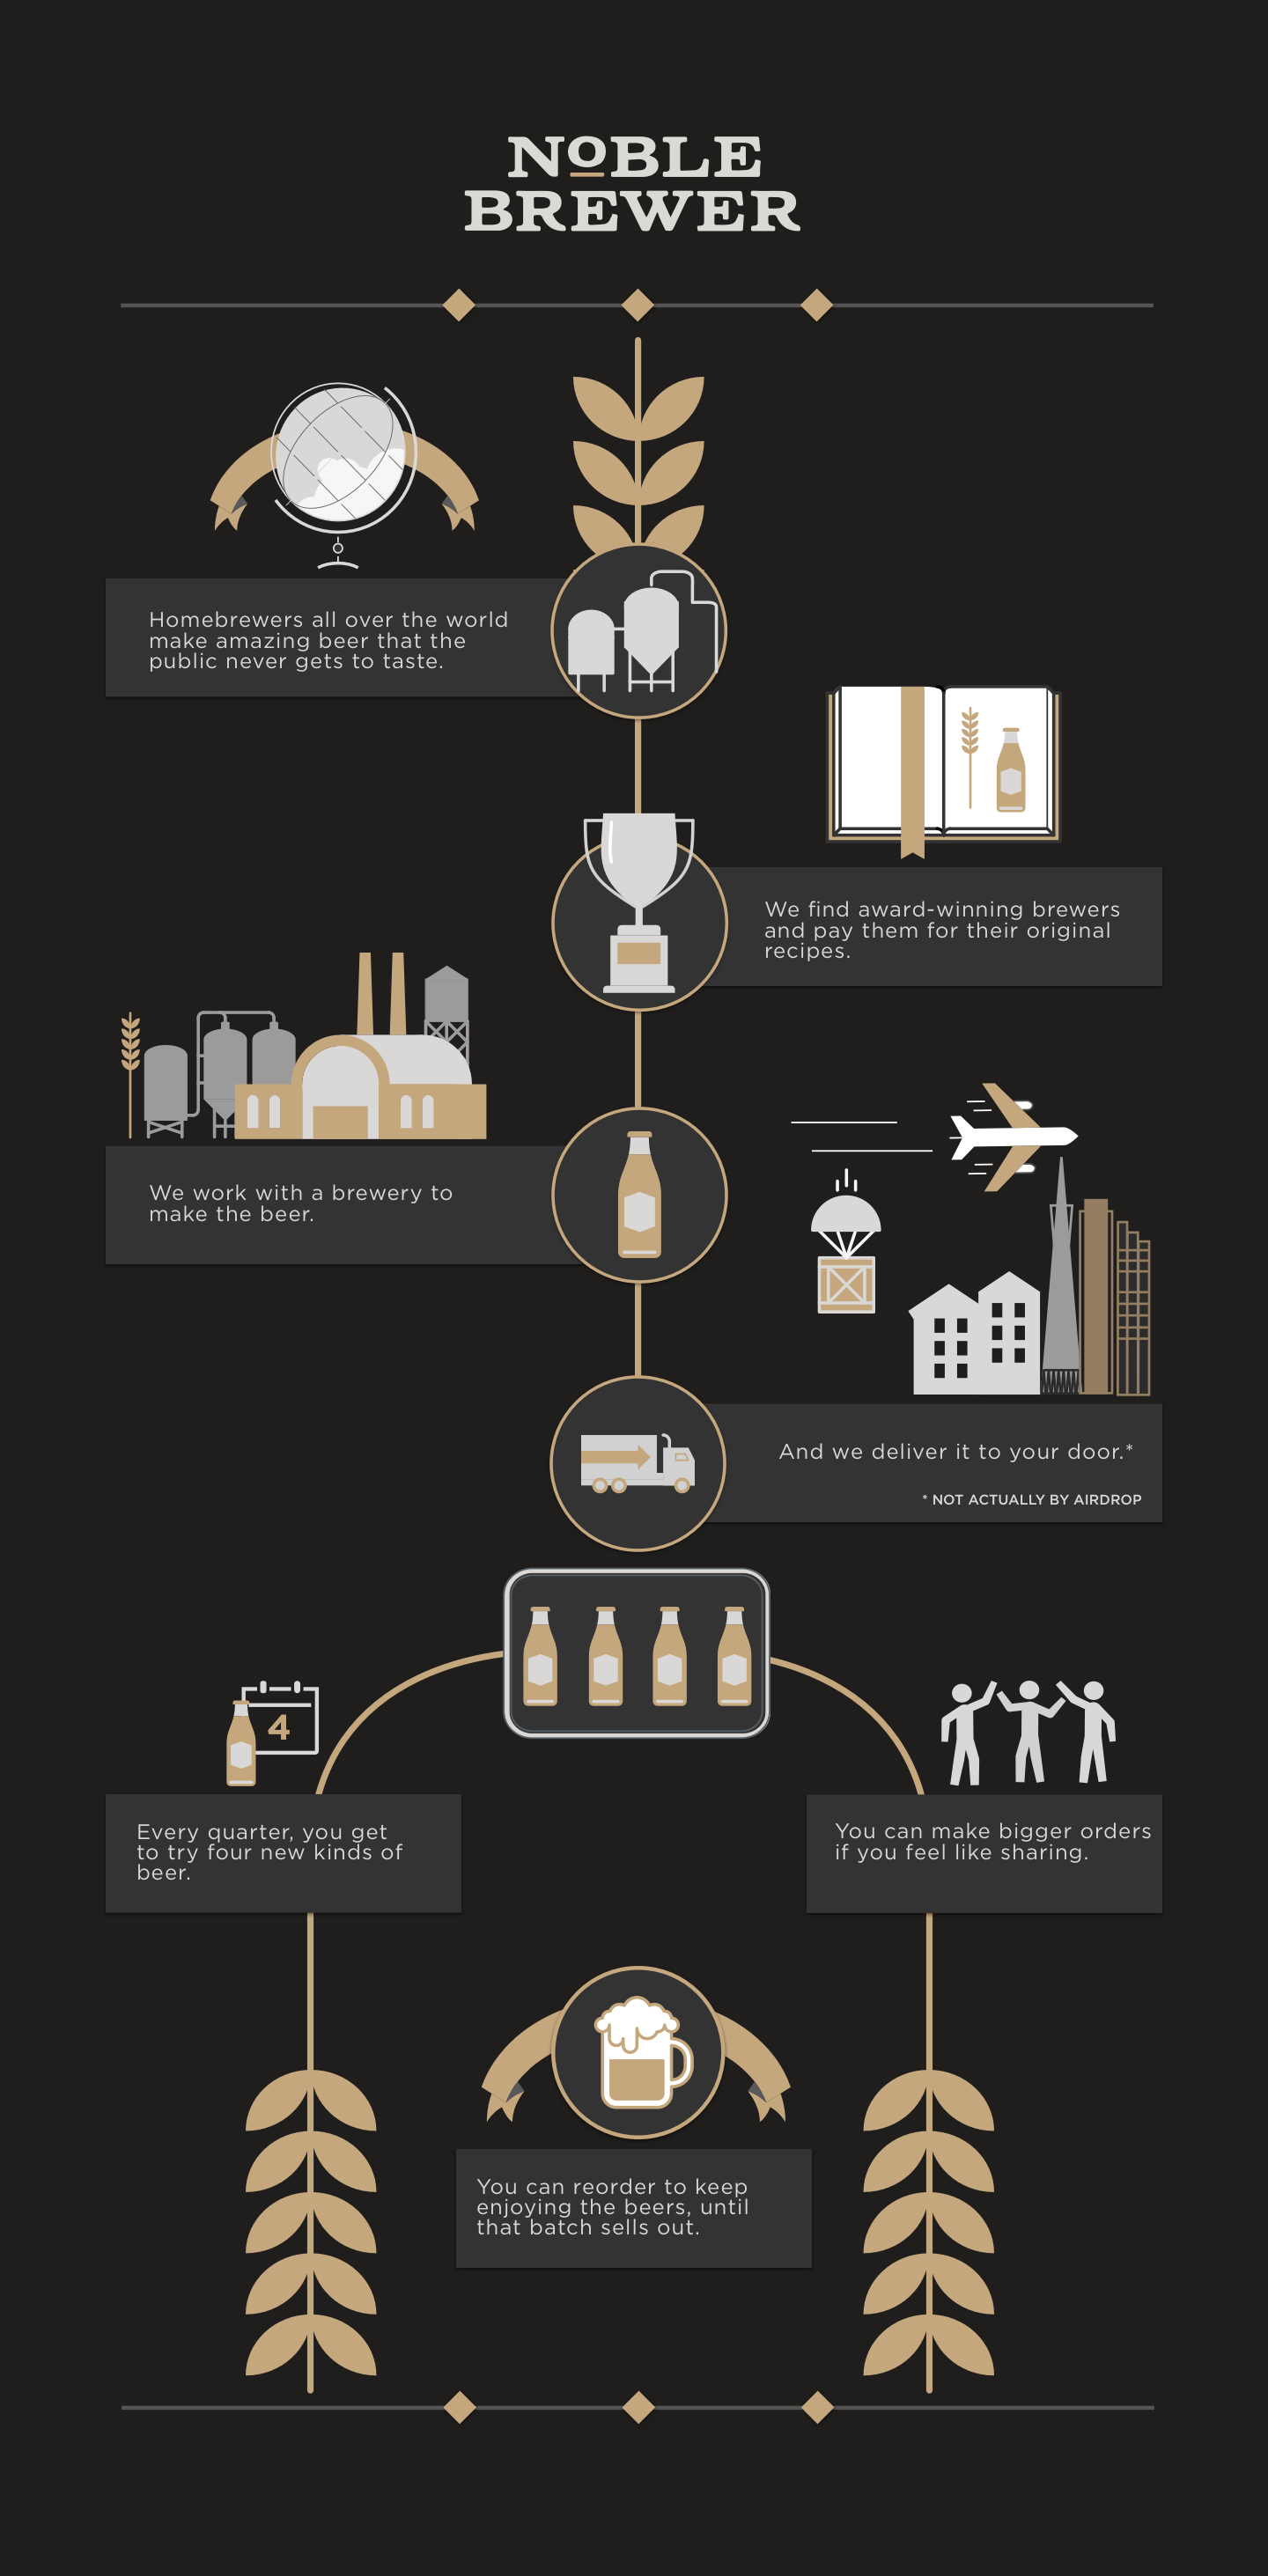 NOBLE
BREWER
Homebrewers all over the world
make amazing beer that the
public never gets to taste.
We find award-winning brewers
and pay them for their original
recipes.
We work with a brewery to
make the beer.
And we deliver it to your door.*
* NOT ACTUALLY BY AIRDROP
4
Every quarter, you get
to try four new kinds of
beer.
You can make bigger orders
if you feel like sharing.
You can reorder to keep
enjoying the beers, until
that batch sells out.